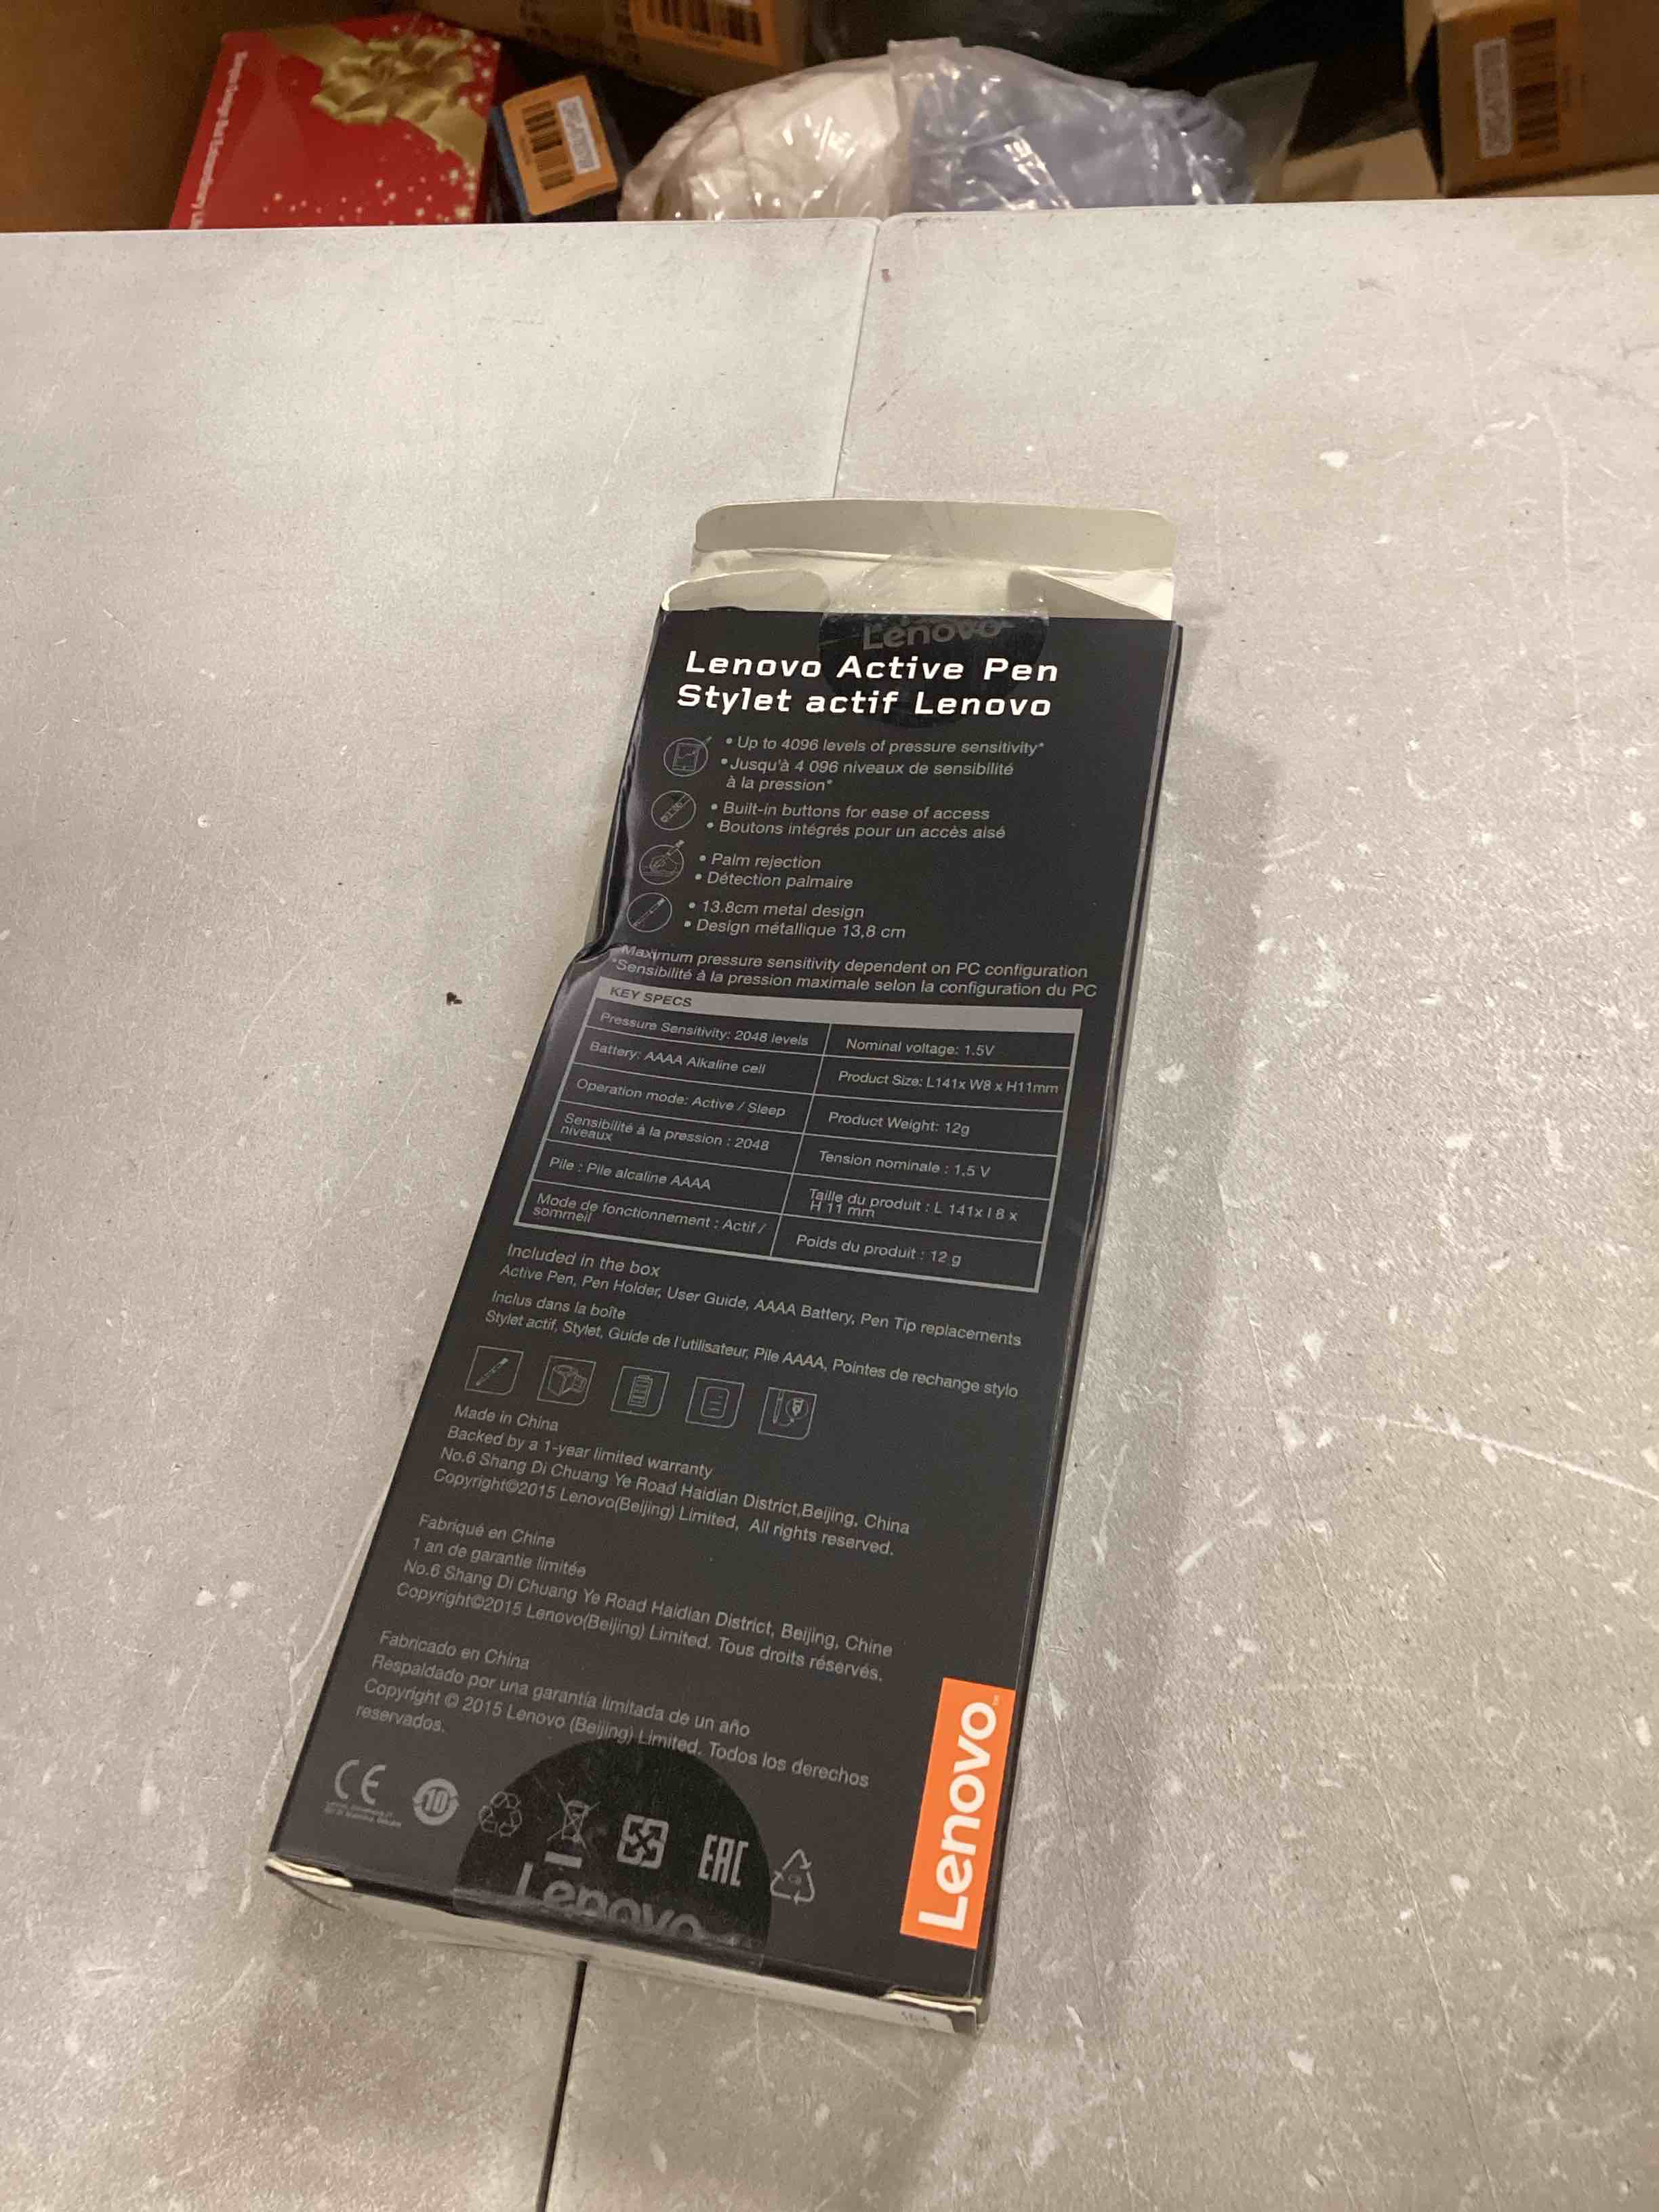 Lenovo
Lenovo Active Pen
Stylet actif Lenovo
• Up to 4096 levels of pressure sensitivity*
• Jusqu'à 4 096 niveaux de sensibilité
à la pression*
• Built-in buttons for ease of access
• Boutons intégrés pour un accès aisé
• Palm rejection
• Détection palmaire
• 13.8cm metal design
• Design métallique 13,8 cm
*Maximum pressure sensitivity dependent on PC configuration
*Sensibilité à la pression maximale selon la configuration du PC
KEY SPECS
Pressure Sensitivity: 2048 levels
Nominal voltage: 1.5V
Battery: AAAA Alkaline cell
Product Size: L141x W8 x H11mm
Operation mode: Active / Sleep
Product Weight: 12g
Sensibilité à la pression : 2048
niveaux
Tension nominale : 1,5 V
Pile : Pile alcaline AAAA
Taille du produit : L 141x l 8 x
H 11 mm
Mode de fonctionnement : Actif /
sommeil
Poids du produit : 12 g
Included in the box
Active Pen, Pen Holder, User Guide, AAAA Battery, Pen Tip replacements
Inclus dans la boîte
Stylet actif, Stylet, Guide de l'utilisateur, Pile AAAA, Pointes de rechange stylo
Made in China
Backed by a 1-year limited warranty
No.6 Shang Di Chuang Ye Road Haidian District,Beijing, China
Copyright©2015 Lenovo(Beijing) Limited, All rights reserved.
Fabriqué en Chine
1 an de garantie limitée
No.6 Shang Di Chuang Ye Road Haidian District, Beijing, Chine
Copyright©2015 Lenovo(Beijing) Limited. Tous droits réservés.
Fabricado en China
Respaldado por una garantía limitada de un año
Copyright © 2015 Lenovo (Beijing) Limited. Todos los derechos
reservados.
CE
10
EAC
Lenovo
Lenovo™